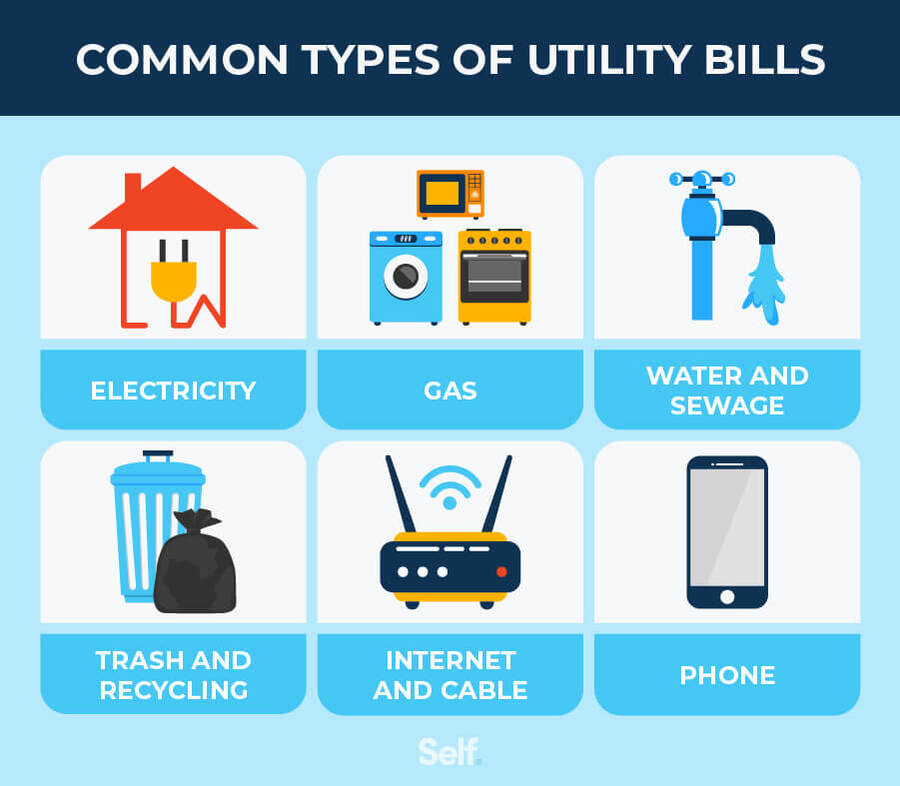 COMMON TYPES OF UTILITY BILLS
ELECTRICITY
GAS
WATER AND
SEWAGE
TRASH AND
RECYCLING
INTERNET
AND CABLE
PHONE
Self.